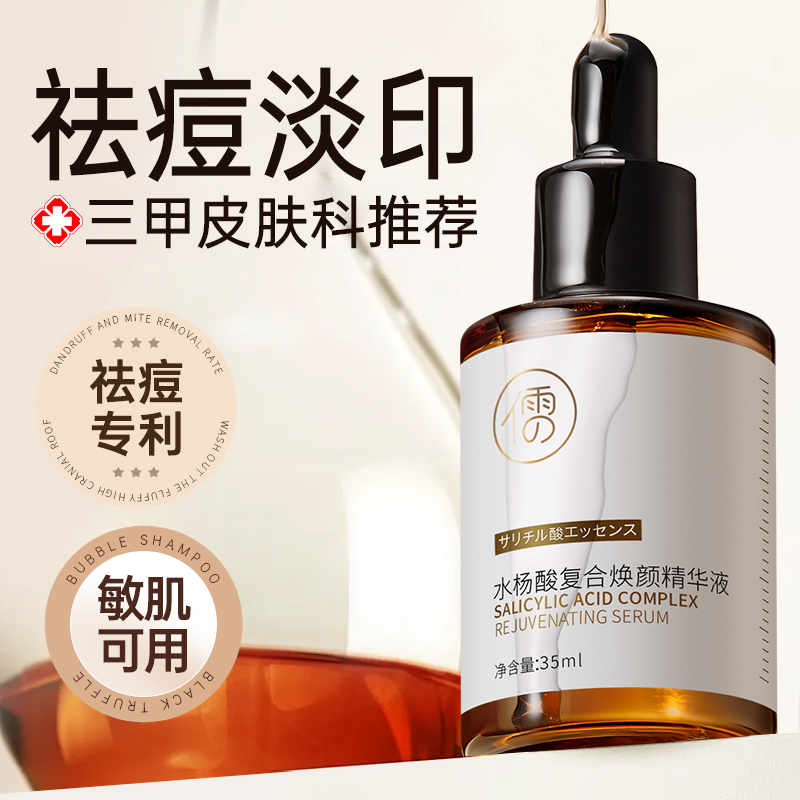 祛痘淡印
三甲皮肤科推荐
DANDRUFF AND MITE REMOVAL RATE
祛痘
专利
WASH OUT THE FLUFFY HIGH CRANIAL ROOF
BUBBLE SHAMPOO
敏肌
可用
BLACK TRUFFLE
儒の
サリチル酸エッセンス
水杨酸复合焕颜精华液
SALICYLIC ACID COMPLEX
REJUVENATING SERUM
净含量:35ml